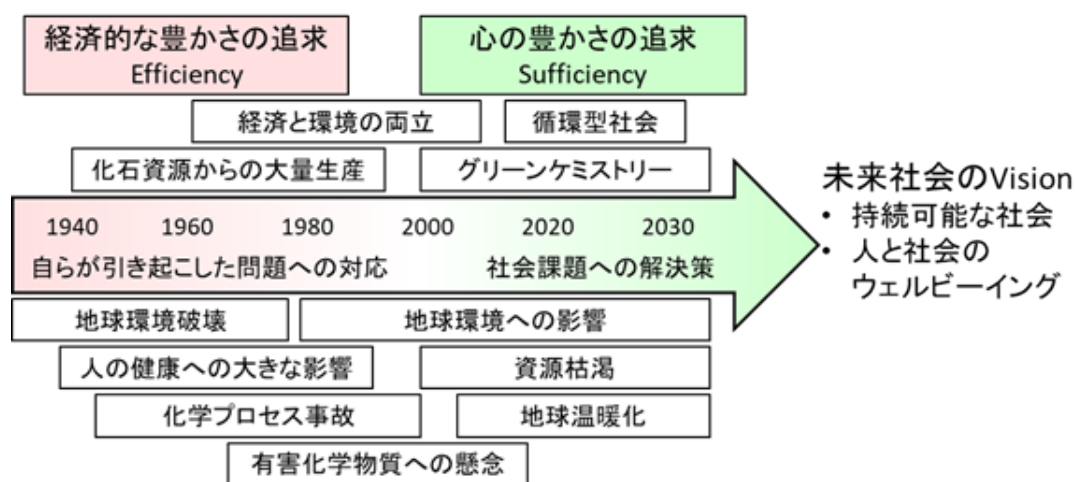 経済的な豊かさの追求
Efficiency
心の豊かさの追求
Sufficiency
経済と環境の両立
循環型社会
化石資源からの大量生産
グリーンケミストリー
1940 1960 1980 2000 2020 2030
自らが引き起こした問題への対応
社会課題への解決策
未来社会のVision
• 持続可能な社会
• 人と社会の
ウェルビーイング
地球環境破壊
地球環境への影響
人の健康への大きな影響
資源枯渇
化学プロセス事故
地球温暖化
有害化学物質への懸念